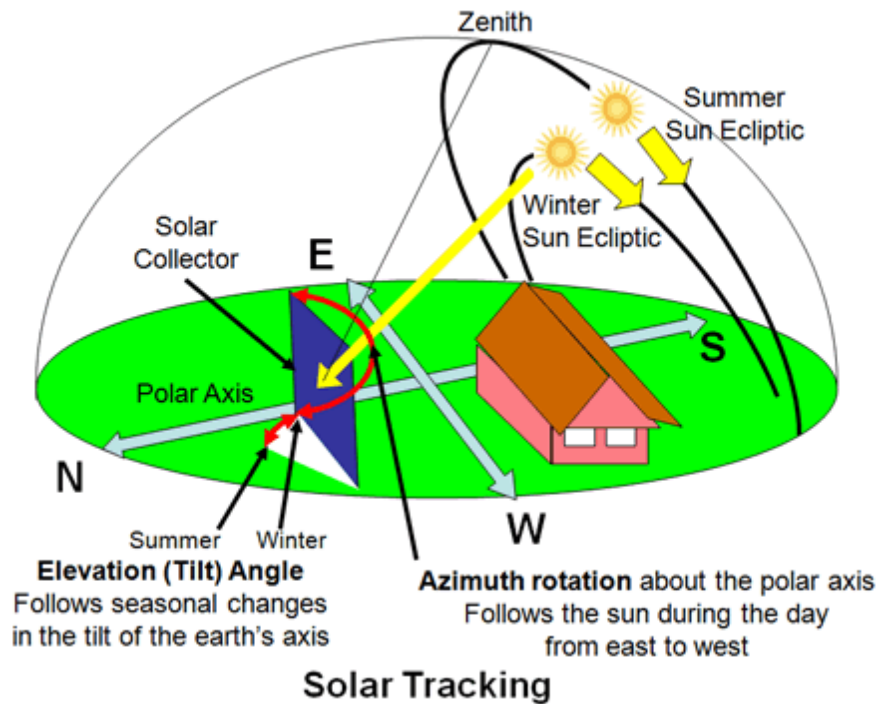 Zenith
Summer
Sun Ecliptic
Winter
Sun Ecliptic
Solar
Collector
E
S
Polar Axis
N
W
Summer
Winter
Elevation (Tilt) Angle
Follows seasonal changes
in the tilt of the earth's axis
Azimuth rotation about the polar axis
Follows the sun during the day
from east to west
Solar Tracking